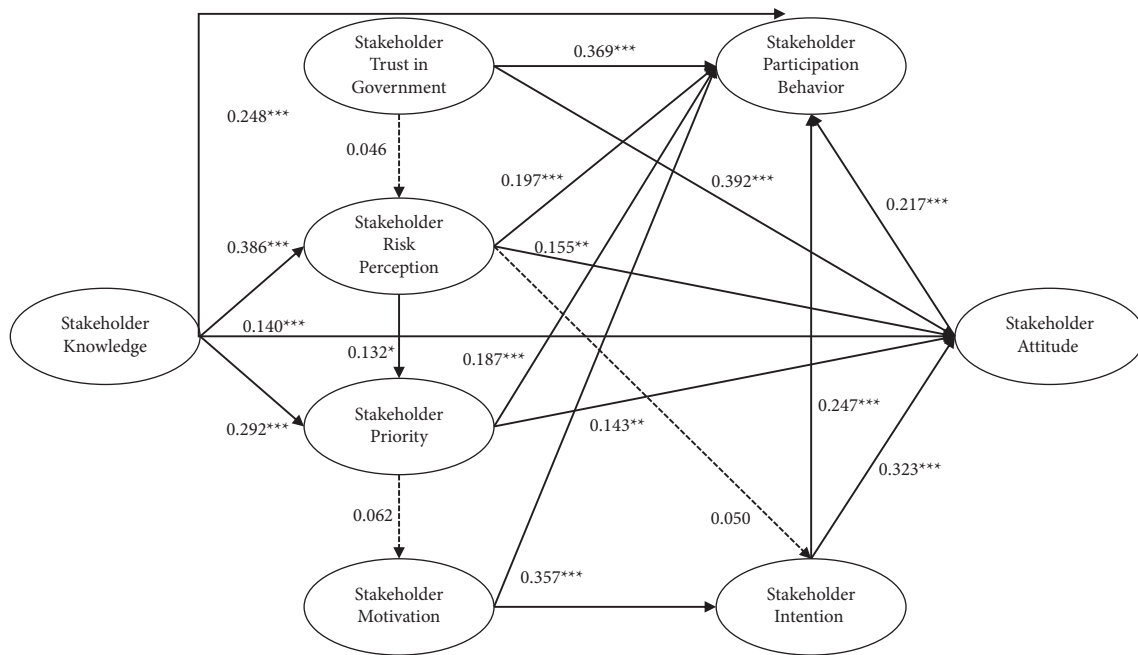 Stakeholder
Trust in
Government
Stakeholder
Participation
Behavior
0.369***
0.248***
0.046
0.197***
0.392***
0.217***
Stakeholder
Risk
Perception
0.386***
0.155**
Stakeholder
Knowledge
0.140***
Stakeholder
Attitude
0.132*
0.187***
Stakeholder
Priority
0.292***
0.143**
0.247***
0.323***
0.062
0.050
Stakeholder
Motivation
0.357***
Stakeholder
Intention